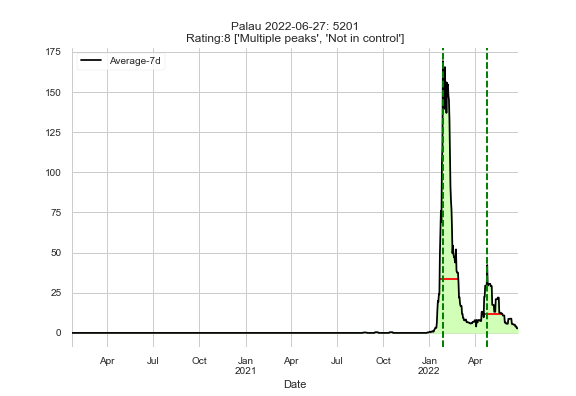 Palau 2022-06-27: 5201
Rating:8 ['Multiple peaks', 'Not in control']
175
Average-7d
150
125
100
75
50
25
0
Apr Jul Oct Jan Apr Jul Oct Jan Apr
2021 2022
Date